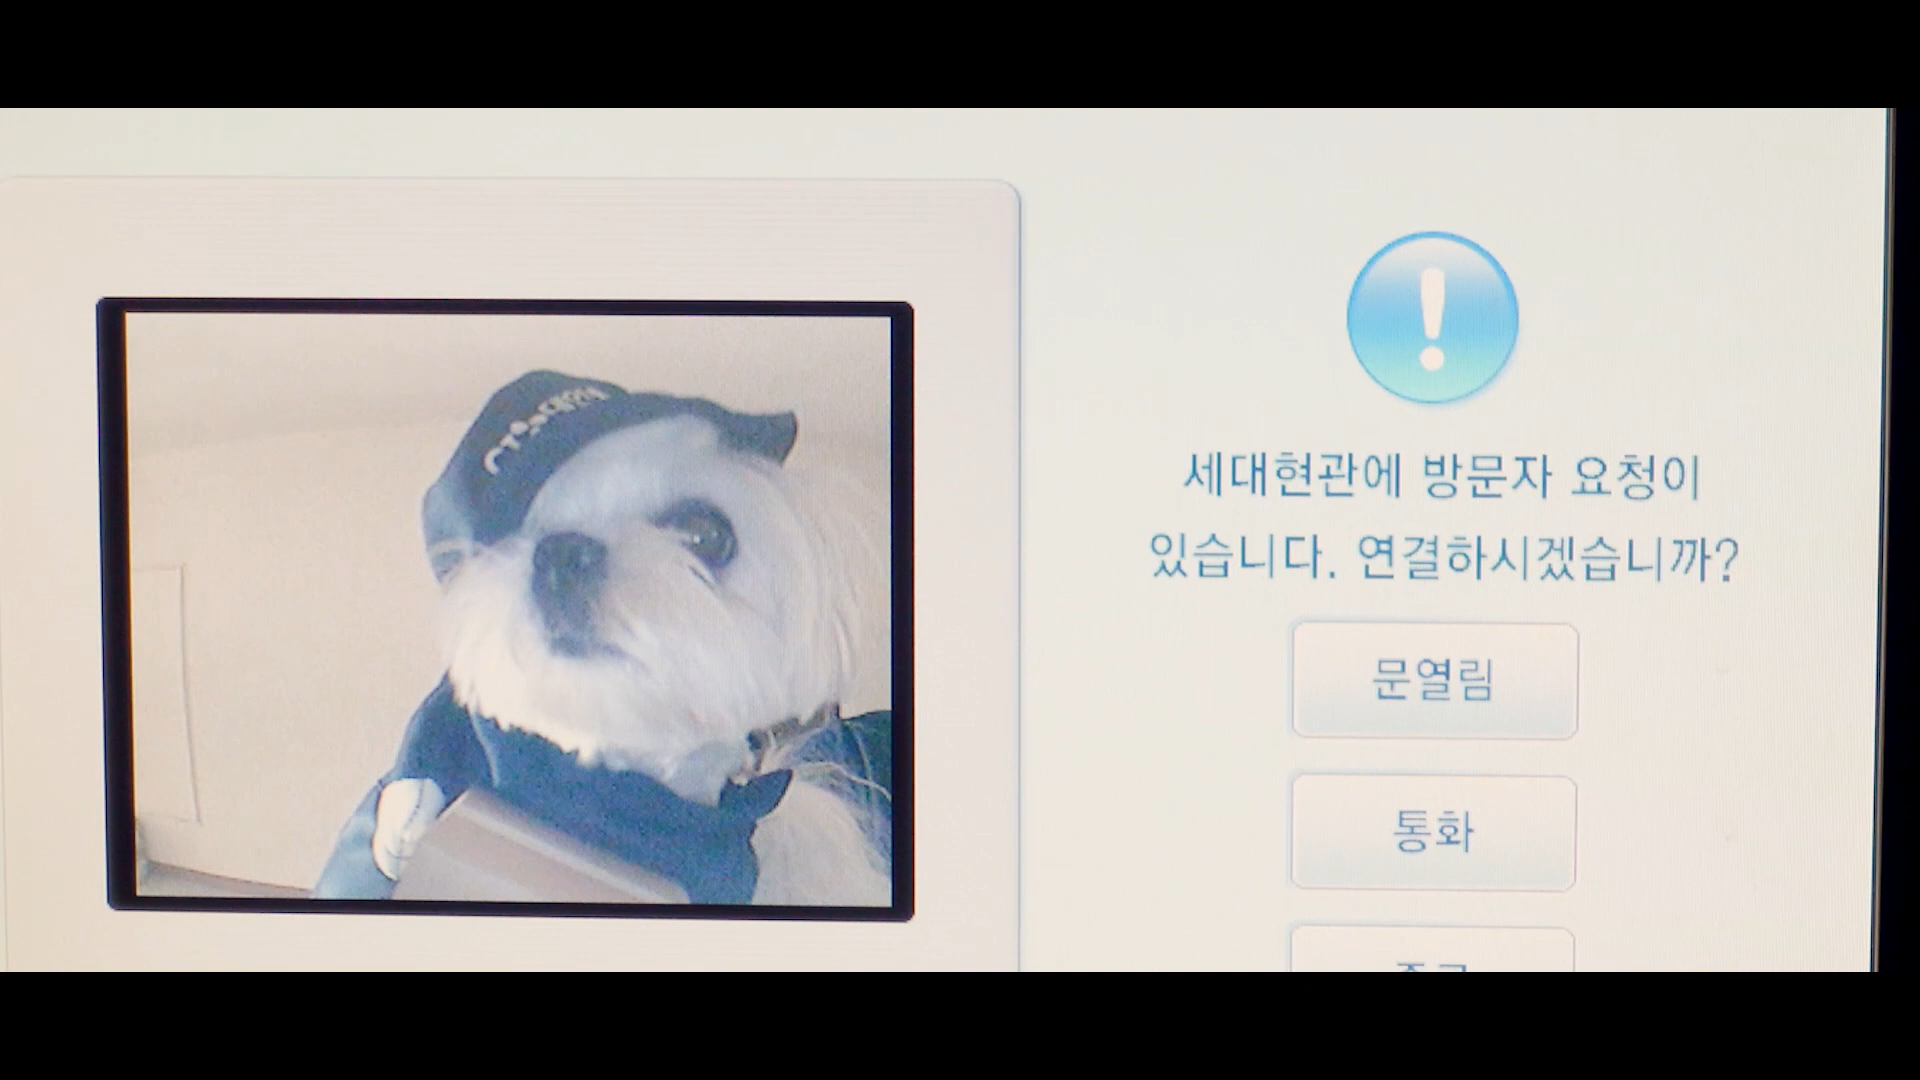 세대현관에 방문자 요청이
있습니다. 연결하시겠습니까?
문열림
통화